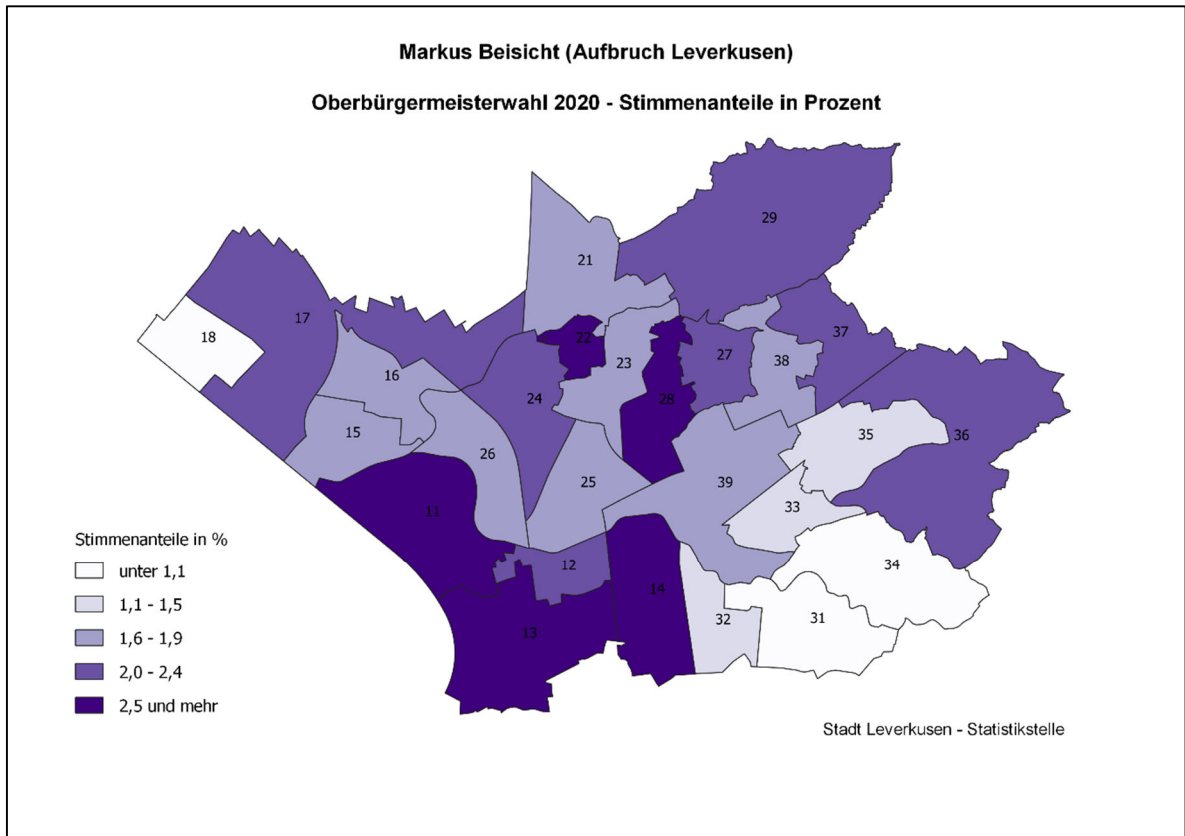 Markus Beisicht (Aufbruch Leverkusen)
Oberbürgermeisterwahl 2020 - Stimmenanteile in Prozent
29
21
17
18
22
37
23
27
38
16
24
28
15
35
36
26
25
39
11
33
12
34
14
32
31
13
Stimmenanteile in %
unter 1,1
1,1 - 1,5
1,6 - 1,9
2,0 - 2,4
2,5 und mehr
Stadt Leverkusen - Statistikstelle